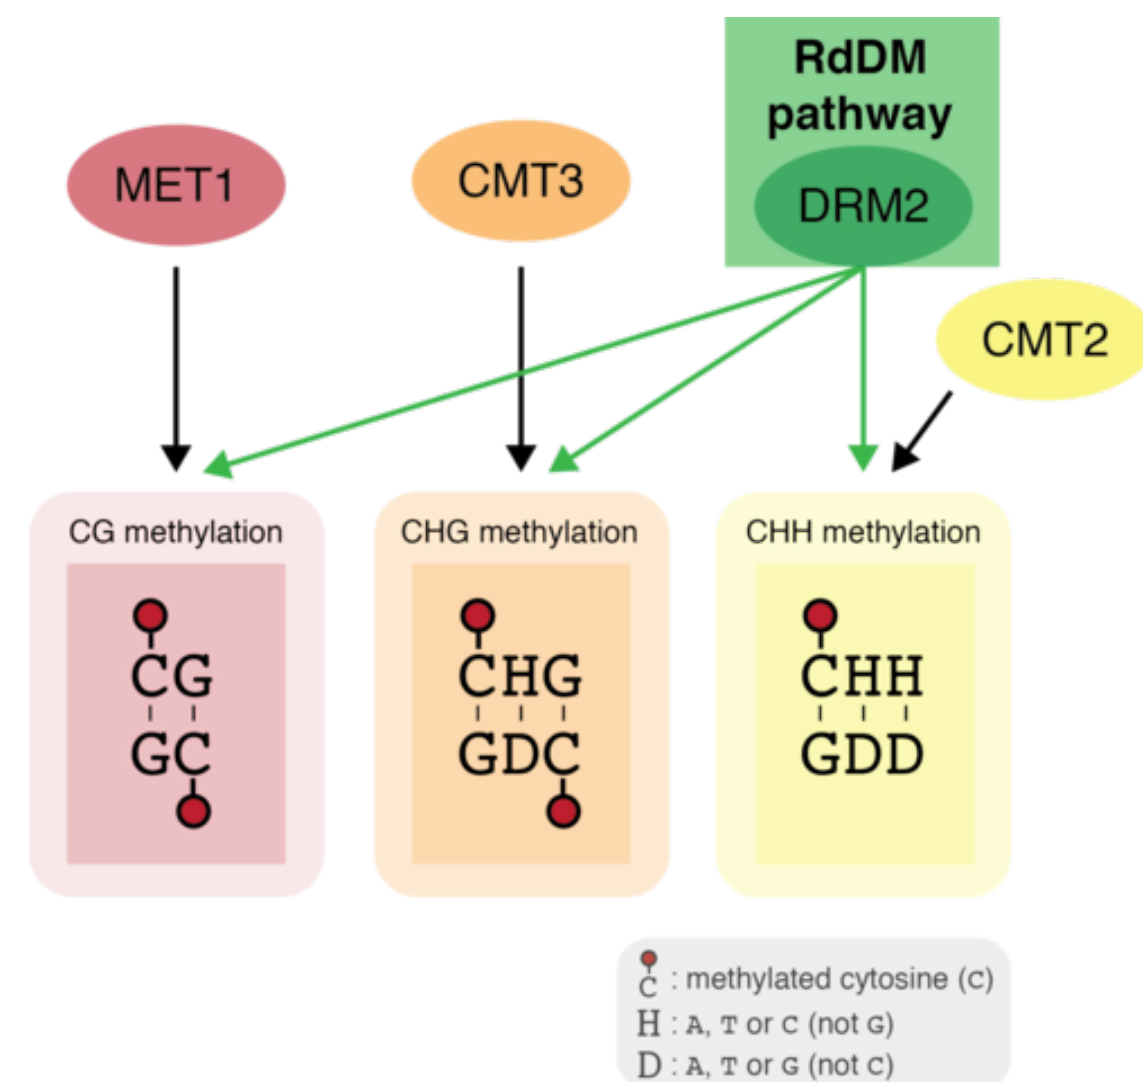 RdDM
pathway
MET1
CMT3
DRM2
CMT2
CG methylation
CHG methylation
CHH methylation
CG
GC
CHG
GDC
CHH
GDD
C : methylated cytosine (C)
H : A, T or C (not G)
D : A, T or G (not C)